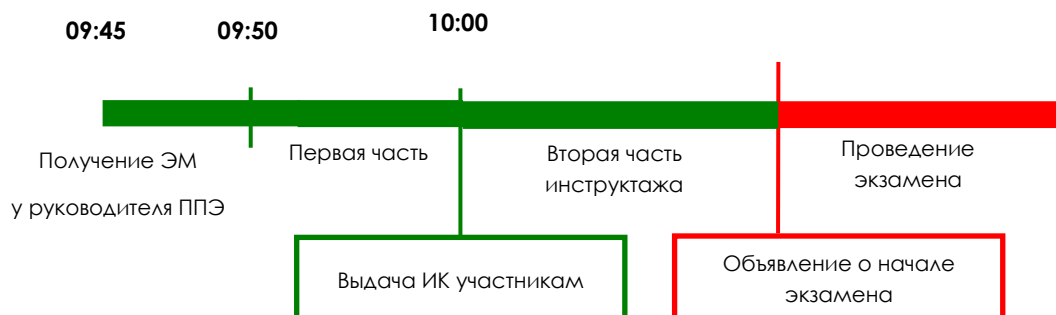 09:45
09:50
10:00
Получение ЭМ
у руководителя ППЭ
Первая часть
Вторая часть
инструктажа
Проведение
экзамена
Выдача ИК участникам
Объявление о начале
экзамена